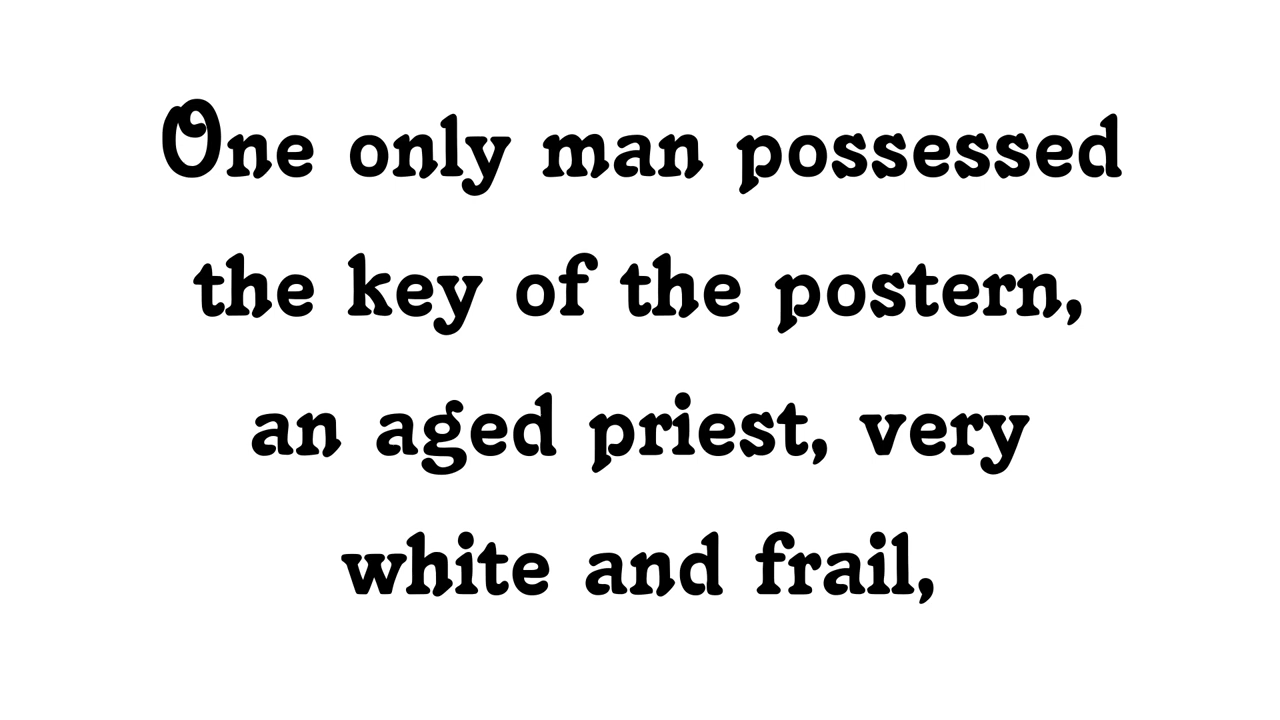 One only man possessed
the key of the postern,
an aged priest, very
white and frail,